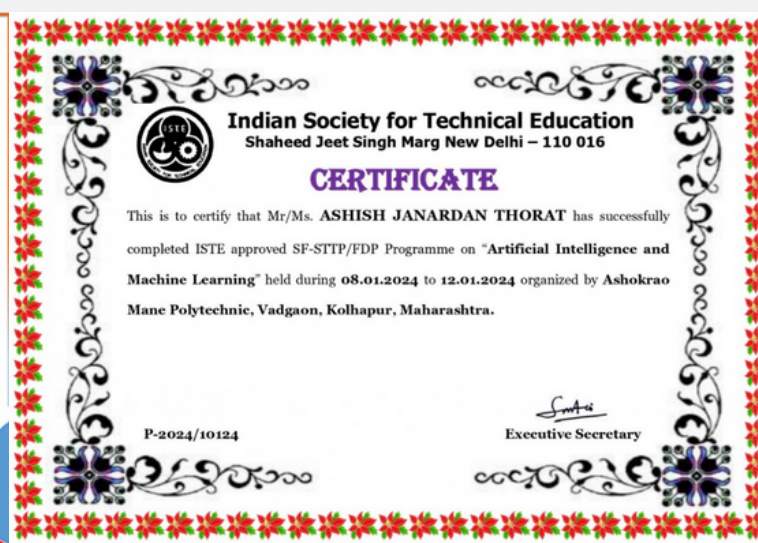 ISTE
Indian Society for Technical Education
Shaheed Jeet Singh Marg New Delhi – 110 016
CERTIFICATE
This is to certify that Mr/Ms. ASHISH JANARDAN THORAT has successfully
completed ISTE approved SF-STTP/FDP Programme on “Artificial Intelligence and
Machine Learning” held during 08.01.2024 to 12.01.2024 organized by Ashokrao
Mane Polytechnic, Vadgaon, Kolhapur, Maharashtra.
P-2024/10124
Executive Secretary